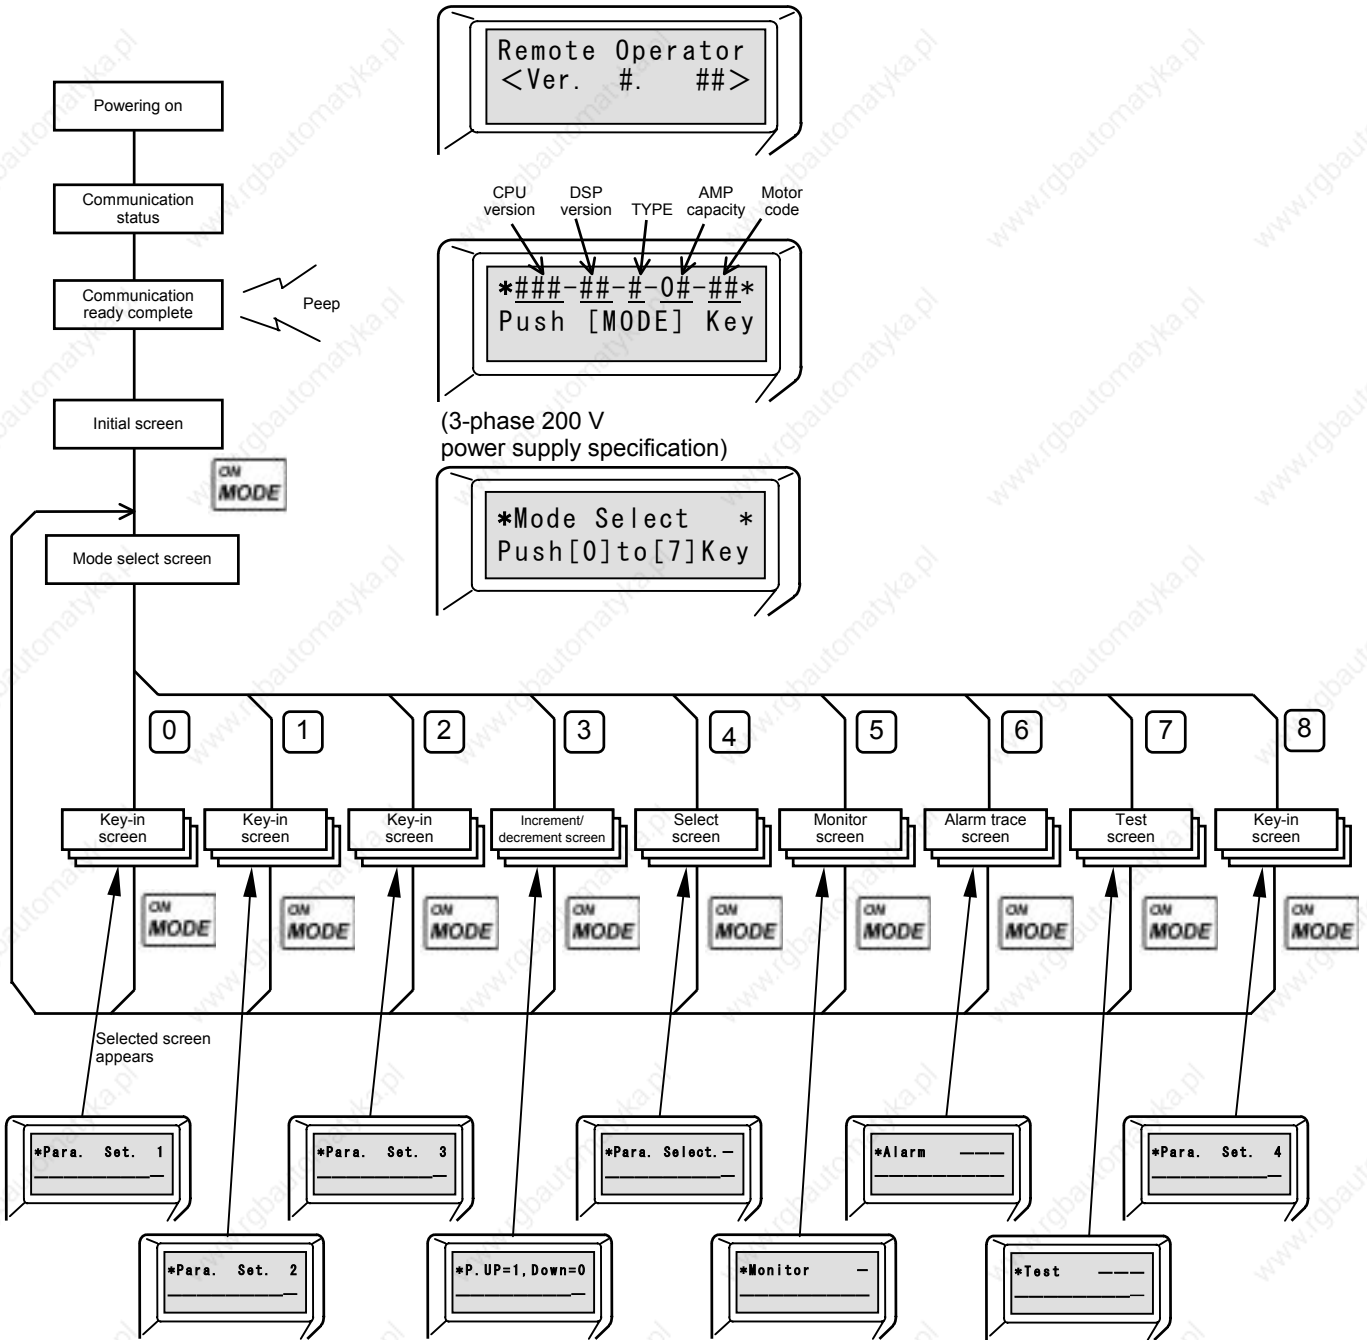 Remote Operator
<Ver. #. ##>
Powering on
Communication
status
Communication
ready complete
Peep
Initial screen
ON
MODE
Mode select screen
CPU
version
DSP
version
TYPE
AMP
capacity
Motor
code
*###-##-#-0#-##*
Push [MODE] Key
(3-phase 200 V
power supply specification)
*Mode Select *
Push[0]to[7]Key
0
1
2
3
4
5
6
7
8
Key-in
screen
Key-in
screen
Key-in
screen
Increment/
decrement screen
Select
screen
Monitor
screen
Alarm trace
screen
Test
screen
Key-in
screen
ON
MODE
ON
MODE
ON
MODE
ON
MODE
ON
MODE
ON
MODE
ON
MODE
ON
MODE
ON
MODE
Selected screen
appears
*Para. Set. 1
*Para. Set. 3
*Para. Select.-
*Alarm ---
*Para. Set. 4
*Para. Set. 2
*P.UP=1,Down=0
*Monitor -
*Test ---
www.rgbautomatyka.pl